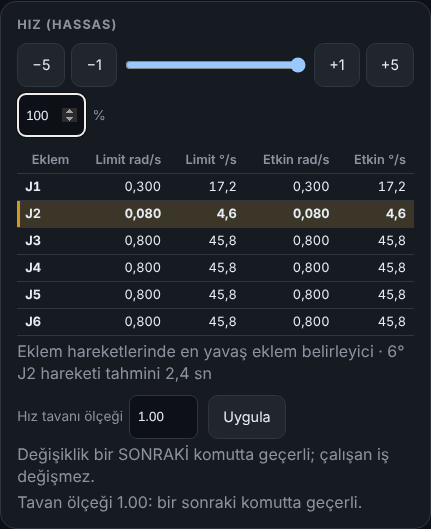 HIZ (HASSAS)
−5 −1 +1 +5
100 %
Eklem Limit rad/s Limit °/s Etkin rad/s Etkin °/s
J1 0,300 17,2 0,300 17,2
J2 0,080 4,6 0,080 4,6
J3 0,800 45,8 0,800 45,8
J4 0,800 45,8 0,800 45,8
J5 0,800 45,8 0,800 45,8
J6 0,800 45,8 0,800 45,8
Eklem hareketlerinde en yavaş eklem belirleyici · 6°
J2 hareketi tahmini 2,4 sn
Hız tavanı ölçeği 1.00 Uygula
Değişiklik bir SONRAKİ komutta geçerli; çalışan iş
değişmez.
Tavan ölçeği 1.00: bir sonraki komutta geçerli.